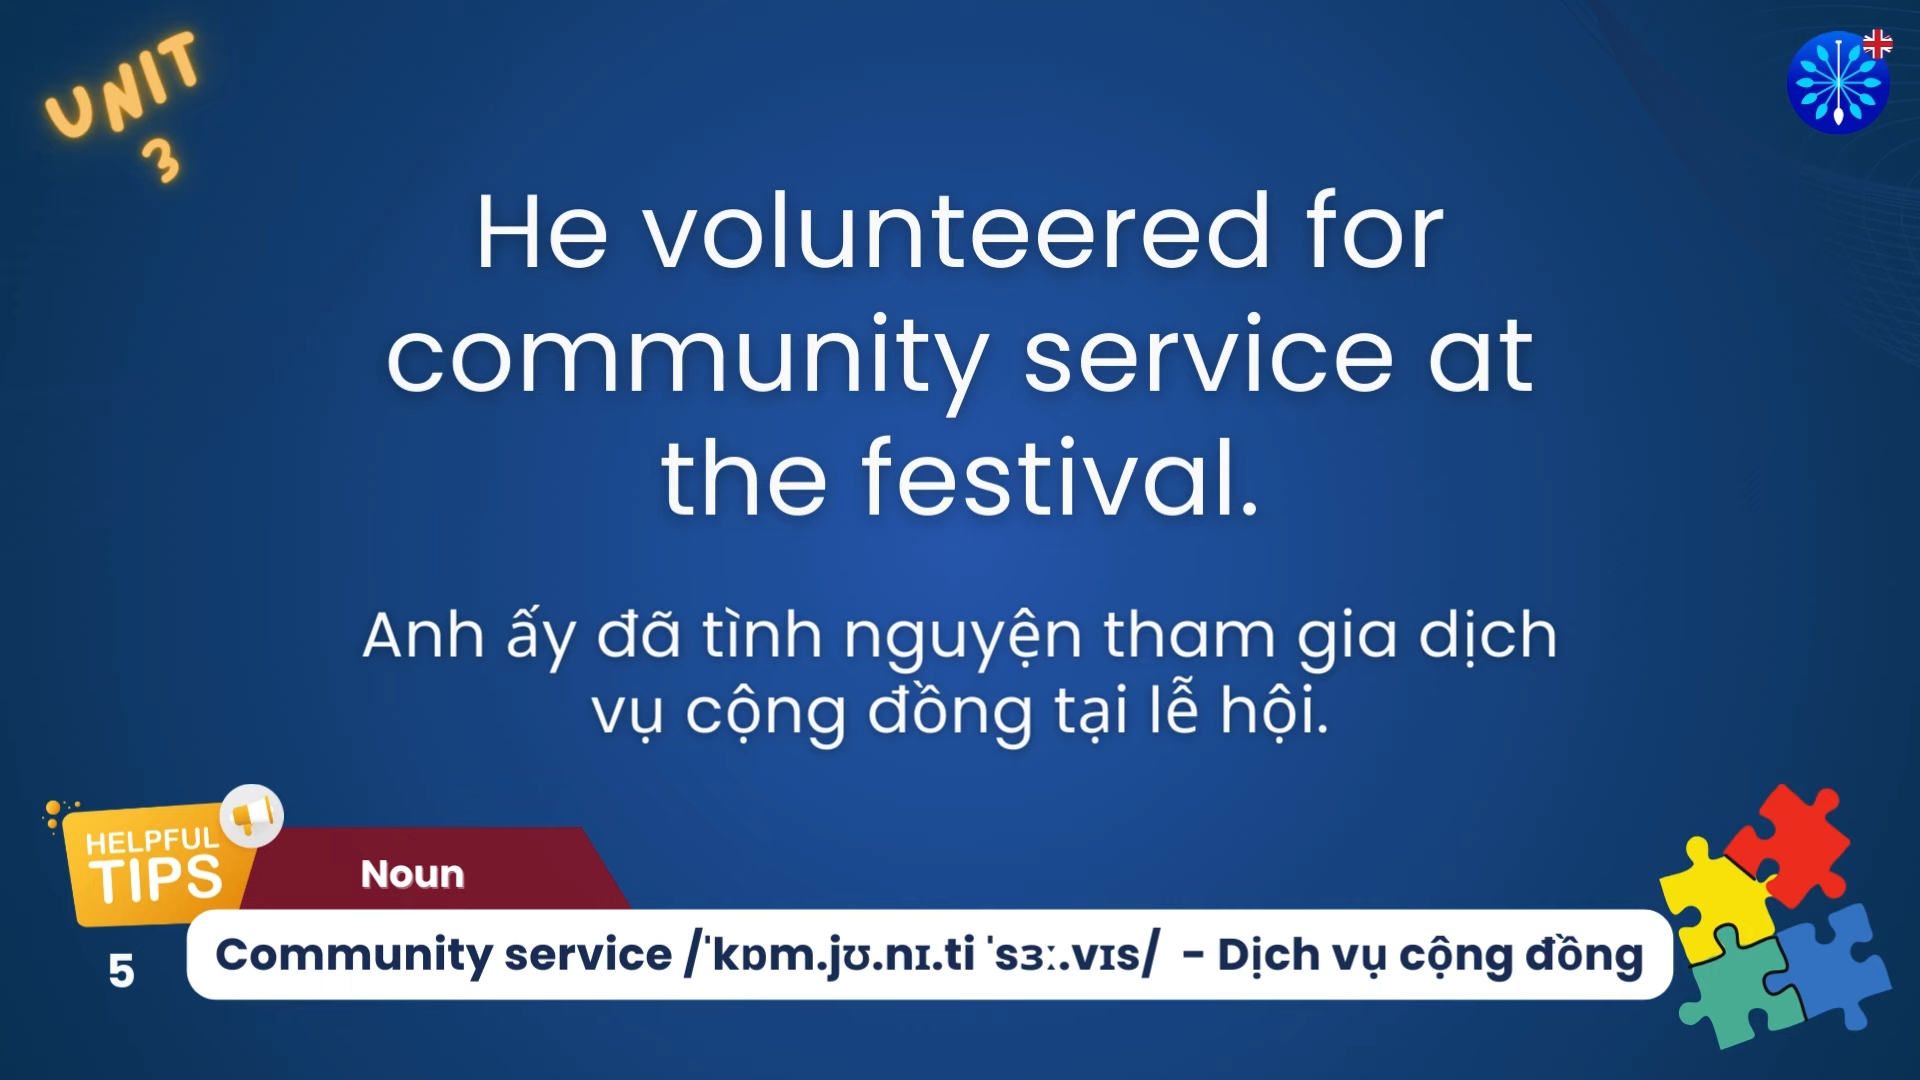 UNIT
3
He volunteered for
community service at
the festival.
Anh ấy đã tình nguyện tham gia dịch
vụ cộng đồng tại lễ hội.
HELPFUL
TIPS
Noun
5
Community service /ˈkɒm.jʊ.nɪ.ti ˈsɜː.vɪs/ - Dịch vụ cộng đồng